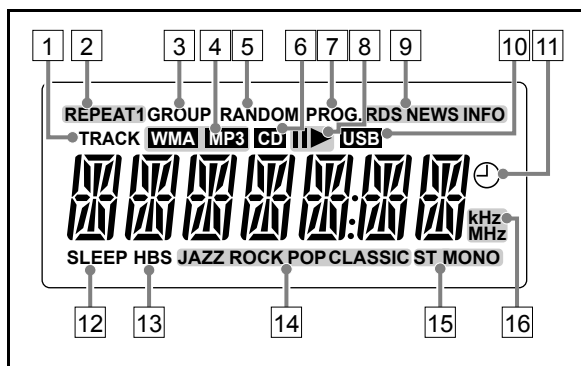 1 2 3 4 5 6 7 8 9 10 11
REPEAT1 GROUP RANDOM PROG. RDS NEWS INFO
TRACK WMA MP3 CD USB
kHz
MHz
SLEEP HBS JAZZ ROCK POP CLASSIC ST MONO
12 13 14 15 16